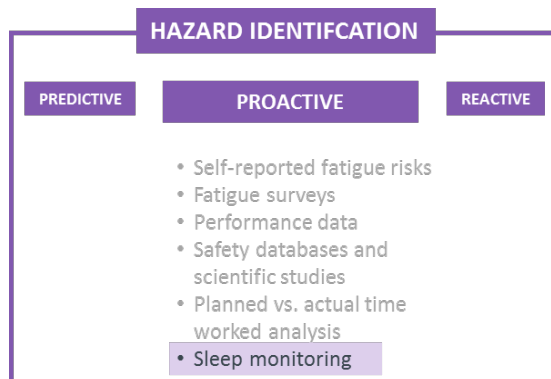 HAZARD IDENTIFCATION
PREDICTIVE
PROACTIVE
REACTIVE
• Self-reported fatigue risks
• Fatigue surveys
• Performance data
• Safety databases and
scientific studies
• Planned vs. actual time
worked analysis
• Sleep monitoring